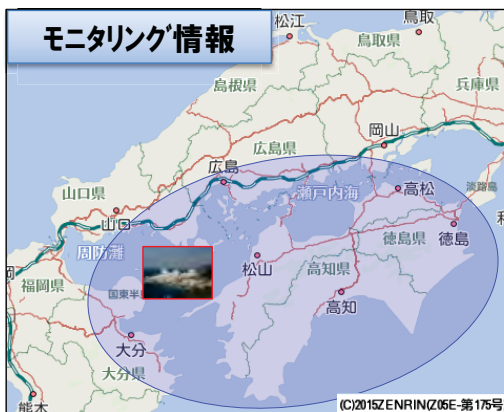 モニタリング情報
松江
鳥取
鳥取県
兵庫県
島根県
岡山
広島県
広島
瀬戸内海
高松
淡路島
山口県
山口
周防灘
徳島県
徳島
松山
高知県
福岡県
国東半
高知
大分
大分県
熊本
(C)2015ZENRIN(Z05E-第175号